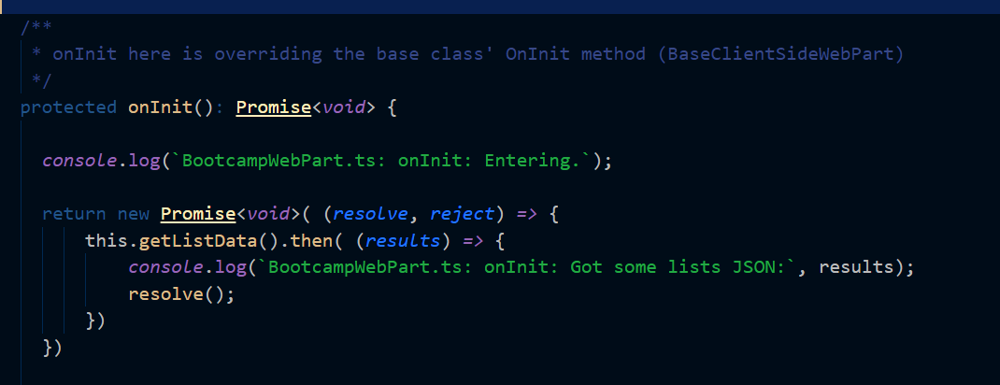 /**
 * onInit here is overriding the base class' OnInit method (BaseClientSideWebPart)
 */
protected onInit(): Promise<void> {
console.log(`BootcampWebPart.ts: onInit: Entering.`);
return new Promise<void>( (resolve, reject) => {
this.getListData().then( (results) => {
console.log(`BootcampWebPart.ts: onInit: Got some lists JSON:`, results);
resolve();
})
})